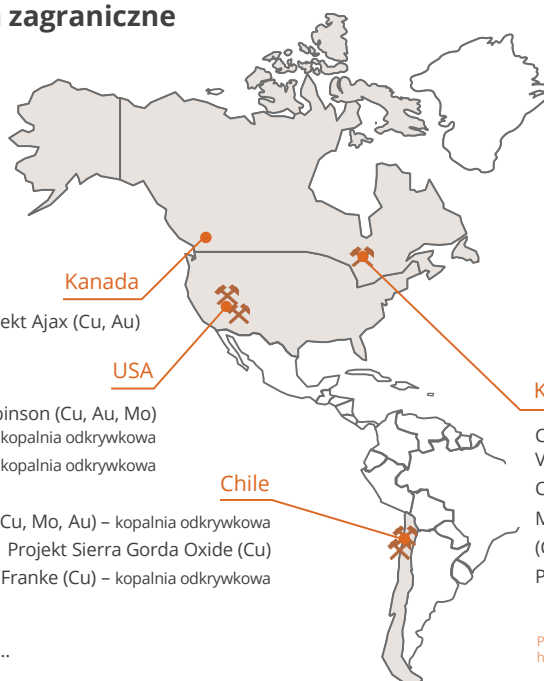 zagraniczne
Kanada
ekt Ajax (Cu, Au)
USA
binson (Cu, Au, Mo)
kopalnia odkrywkowa
kopalnia odkrywkowa
Chile
Cu, Mo, Au) – kopalnia odkrywkowa
Projekt Sierra Gorda Oxide (Cu)
Franke (Cu) – kopalnia odkrywkowa
..
K
C
V
C
M
(C
P
P
h